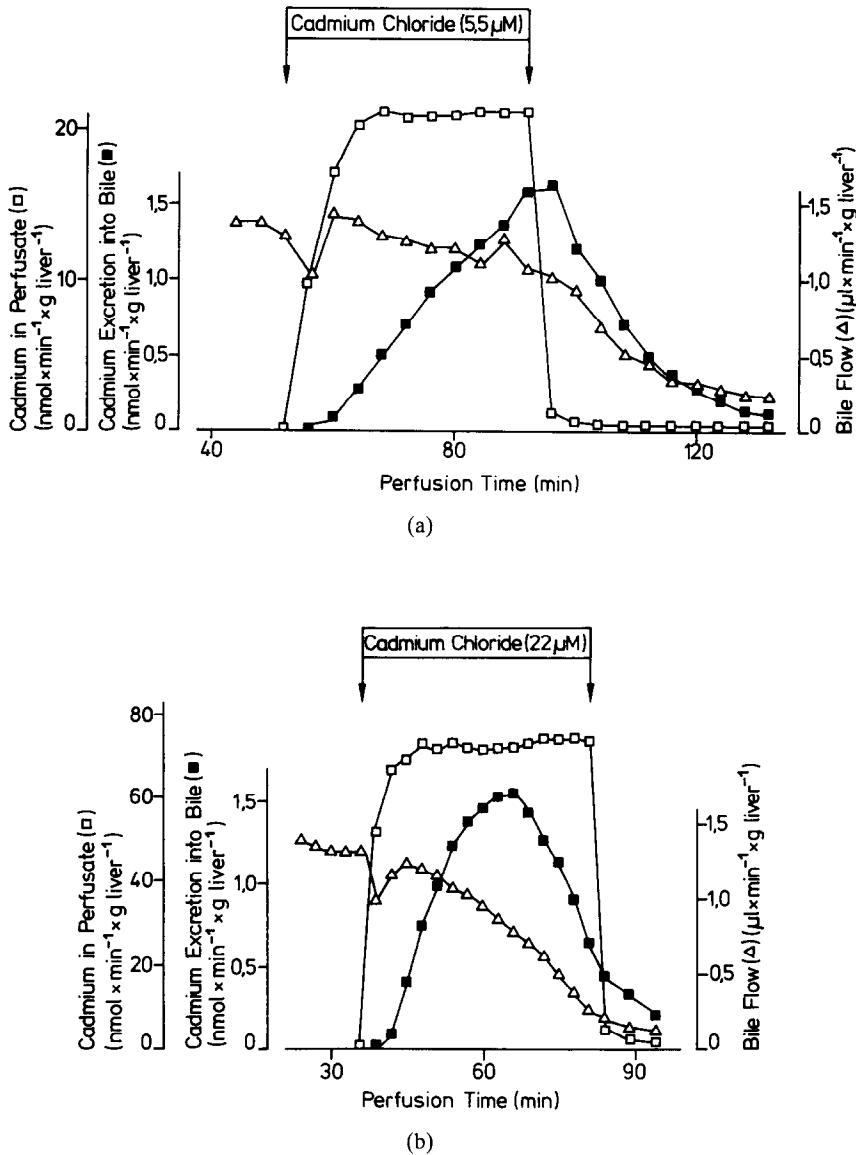 Cadmium Chloride (5,5 µM)
Cadmium in Perfusate (□)
(nmol × min⁻¹ × g liver⁻¹)
20
10
0
Cadmium Excretion into Bile (■)
(nmol × min⁻¹ × g liver⁻¹)
1,5
1,0
0,5
0
1,5
1,0
0,5
0
Bile Flow (Δ) (µl × min⁻¹ × g liver⁻¹)
40 80 120
Perfusion Time (min)
(a)
Cadmium Chloride (22 µM)
Cadmium in Perfusate (□)
(nmol × min⁻¹ × g liver⁻¹)
80
60
40
20
0
Cadmium Excretion into Bile (■)
(nmol × min⁻¹ × g liver⁻¹)
1,5
1,0
0,5
0
1,5
1,0
0,5
0
Bile Flow (Δ) (µl × min⁻¹ × g liver⁻¹)
30 60 90
Perfusion Time (min)
(b)